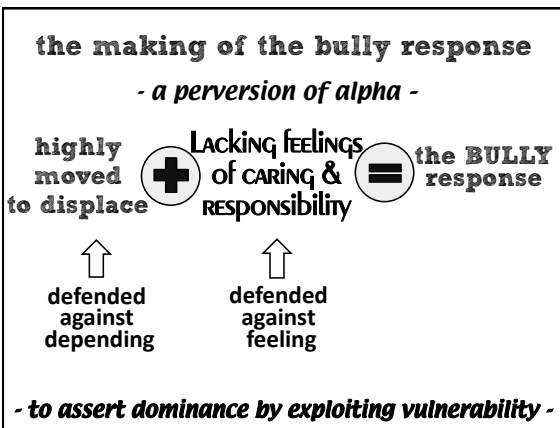 the making of the bully response
- a perversion of alpha -
highly
moved
to displace
+
Lacking feelings
of caring &
responsibility
=
the BULLY
response
defended
against
depending
defended
against
feeling
- to assert dominance by exploiting vulnerability -